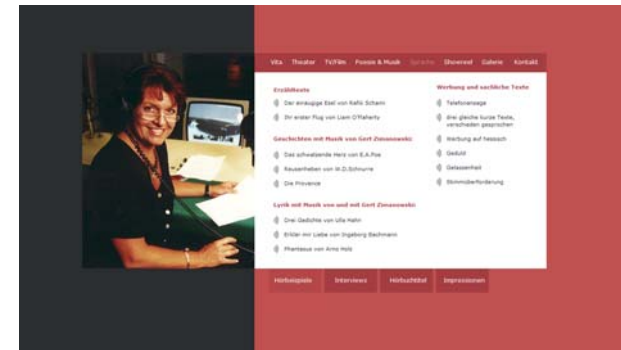 Vita Theater TV/Film Poesie & Musik Sprache Showreel Galerie Kontakt
Erzähltexte
Der einäugige Esel von Rafik Schami
Ihr erster Flug von Liam O'Flaherty
Geschichten mit Musik von Gert Zimanowski
Das schwatzende Herz von E.A.Poe
Rausenheben von W.D.Schnurre
Die Provence
Lyrik mit Musik von und mit Gert Zimanowski
Drei Gedichte von Ulla Hahn
Erklär mir Liebe von Ingeborg Bachmann
Phantasus von Arno Holz
Werbung und sachliche Texte
Telefonansage
drei gleiche kurze Texte,
verschieden gesprochen
Werbung auf hessisch
Geduld
Gelassenheit
Stimmüberforderung
Hörbeispiele Interviews Hörbuchtitel Impressionen